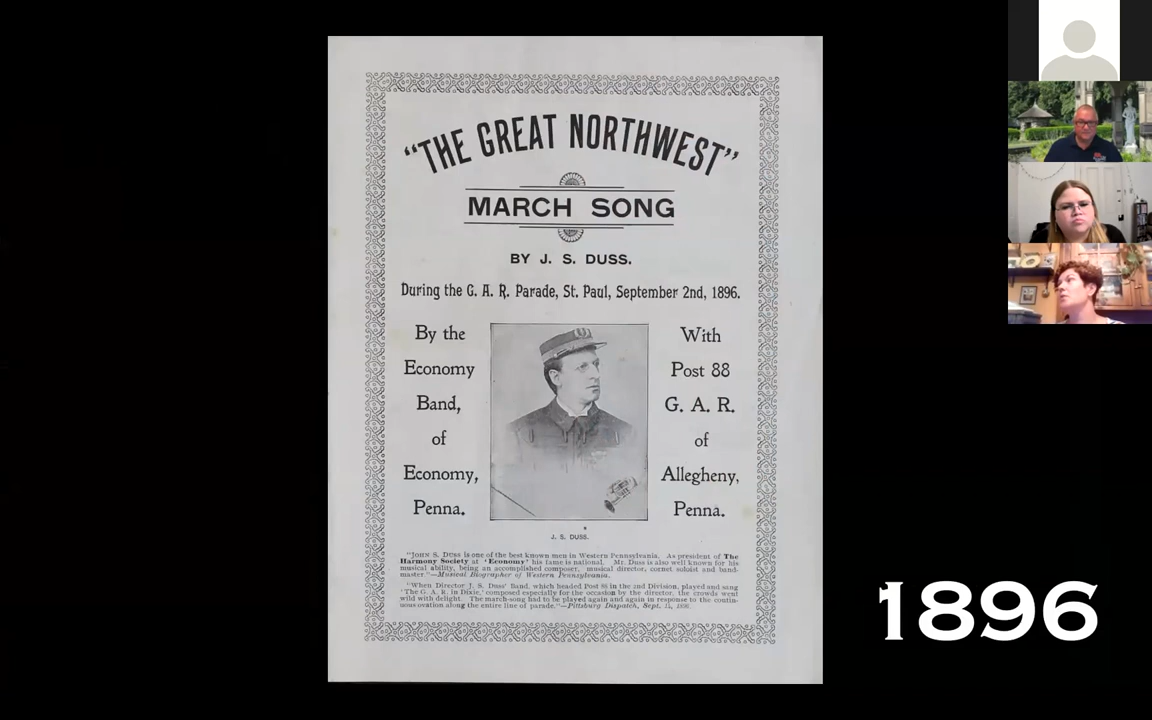 "THE GREAT NORTHWEST"
MARCH SONG
BY J. S. DUSS.
During the G. A. R. Parade, St. Paul, September 2nd, 1896.
By the
Economy
Band,
of
Economy,
Penna.
With
Post 88
G. A. R.
of
Allegheny,
Penna.
J. S. DUSS.
"JOHN S. DUSS is one of the best known men in Western Pennsylvania. As president of The
Harmony Society at 'Economy' his fame is national. Mr. Duss is also well known for his
musical ability, being an accomplished composer, musical director, cornet soloist and band-
master."—Musical Biographer of Western Pennsylvania.
"When Director J. S. Duss' Band, which headed Post 88 in the 2nd Division, played and sang
'The G. A. R. in Dixie,' composed especially for the occasion by the director, the crowds went
wild with delight. The march-song had to be played again and again in response to the contin-
uous ovation along the entire line of parade."—Pittsburg Dispatch, Sept.
1896